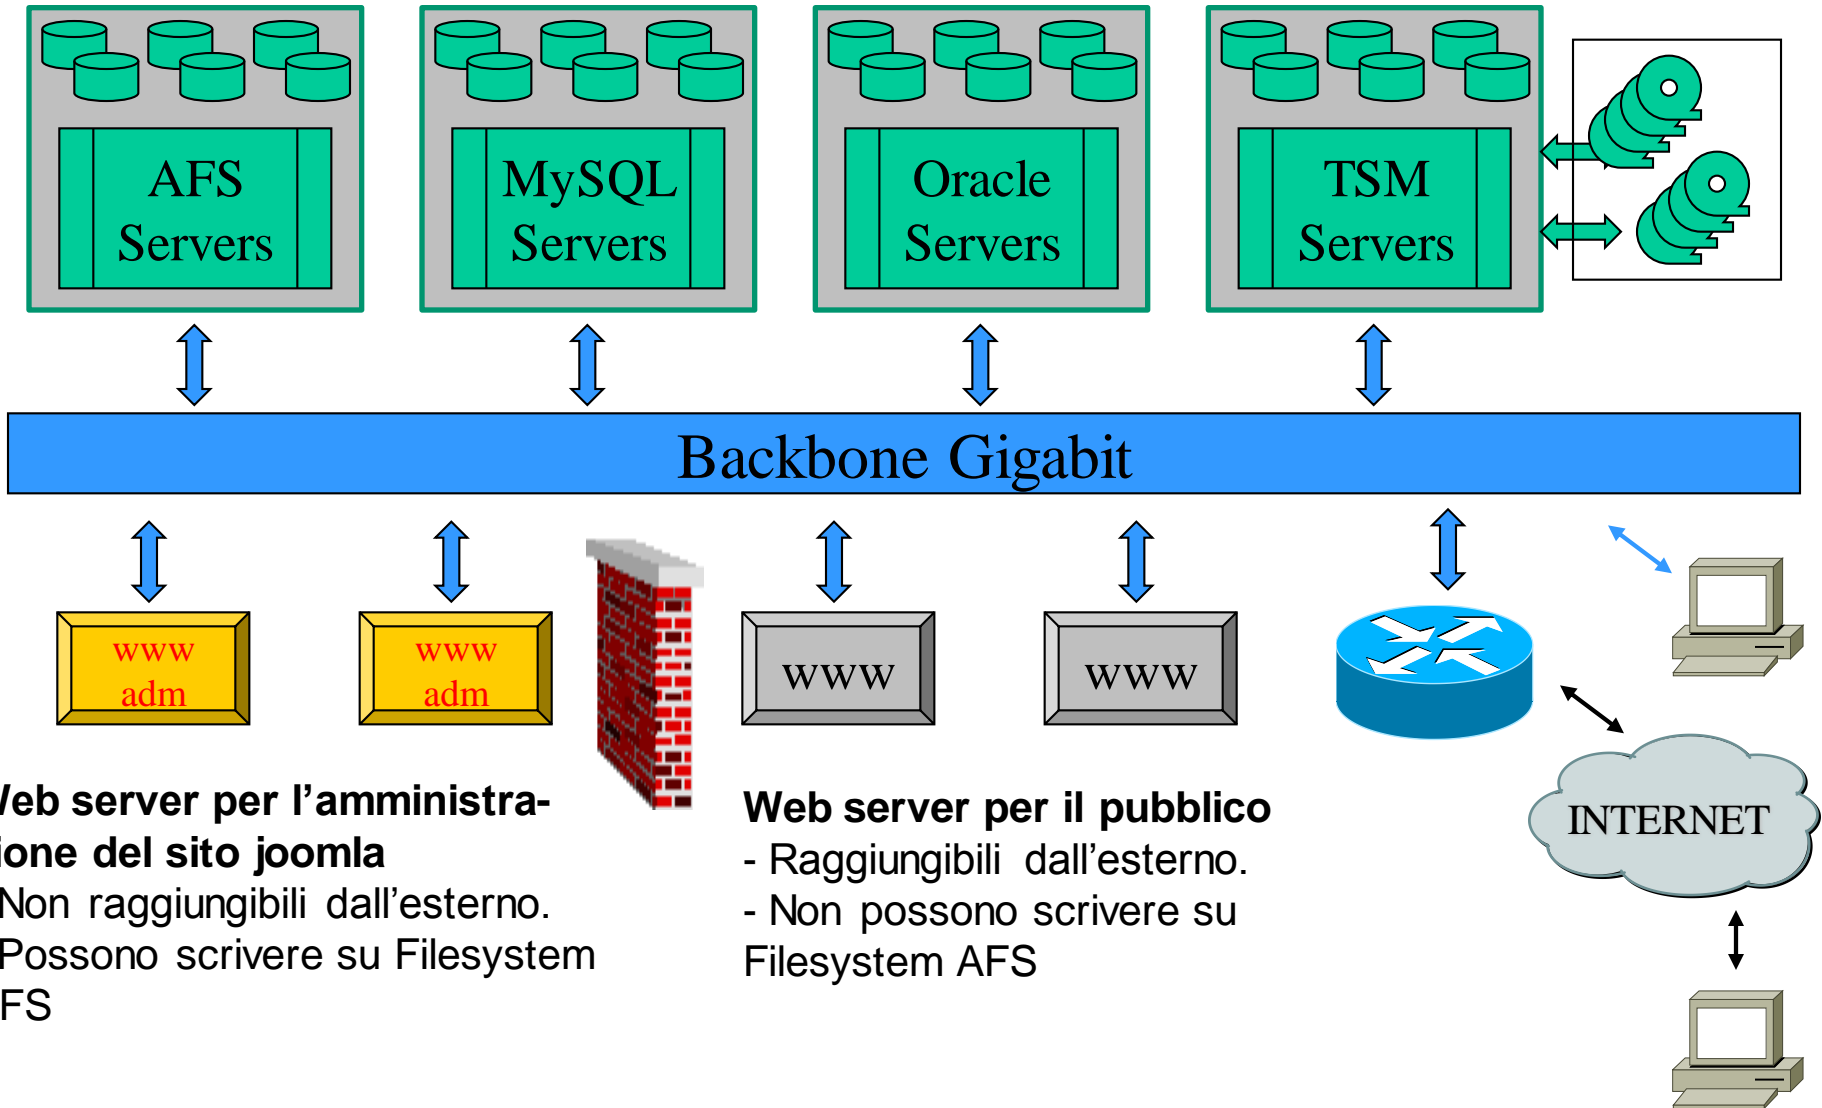 AFS
Servers
MySQL
Servers
Oracle
Servers
TSM
Servers
Backbone Gigabit
www
adm
www
adm
www
www
INTERNET
Web server per l’amministra-
ione del sito joomla
Non raggiungibili dall’esterno.
Possono scrivere su Filesystem
FS
Web server per il pubblico
- Raggiungibili dall’esterno.
- Non possono scrivere su
Filesystem AFS